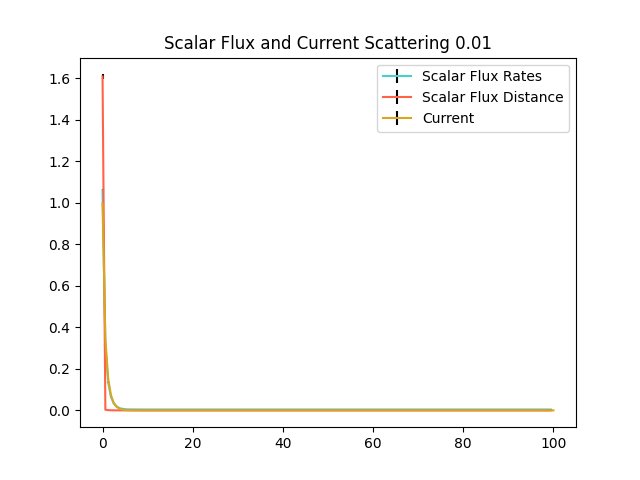 Scalar Flux and Current Scattering 0.01
Scalar Flux Rates
Scalar Flux Distance
Current
1.6
1.4
1.2
1.0
0.8
0.6
0.4
0.2
0.0
0 20 40 60 80 100